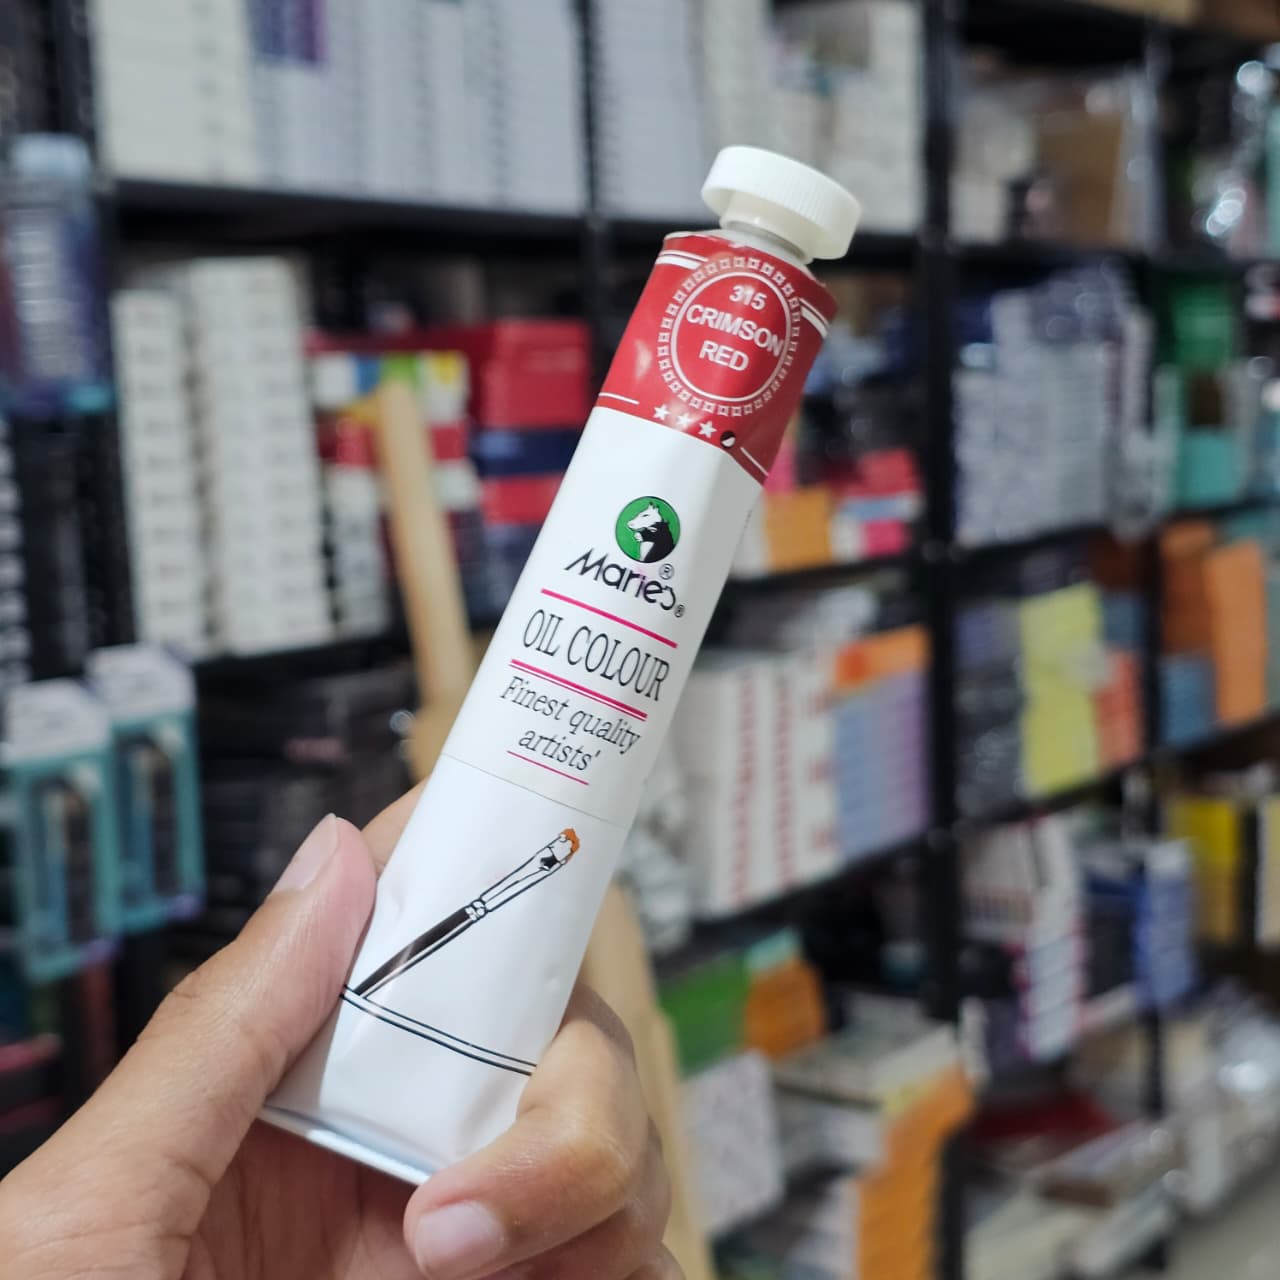 315
CRIMSON
RED
Marie's®
®
OIL COLOUR
Finest quality
artists'